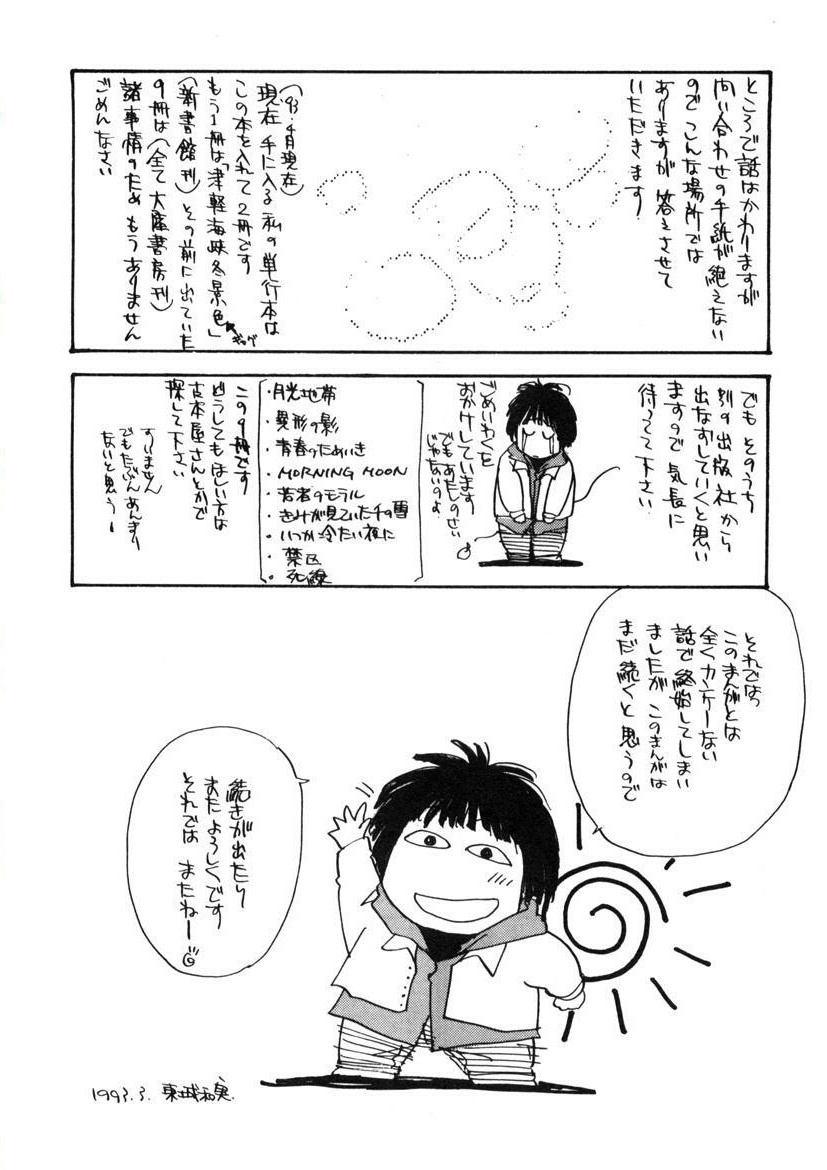 ところで話はかわりますが
問い合わせの手紙が絶えない
ので こんな場所では
ありますが 答えさせて
いただきます
('93.4月現在)
現在 手に入る 私の単行本は
この本を入れて 2冊です
もう1冊は「津軽海峡冬景色」
ギャグ
(新書館刊) その前に出ていた
9冊は(全て大陸書房刊)
諸事情のため もうありません
ごめんなさい
でも そのうち
別の出版社から
出なおしていくと思い
ますので 気長に
待ってて下さい
ごめいわくを
おかけしています
でもあたしのせい
じゃないのよ
・月光地帯
・異形の影
・青春のためいき
・MORNING MOON
・若者のモラル
・きみが見ていた千の雪
・いつか冷たい夜に
・禁区
・死線
この9冊です
どうしてもほしい方は
古本屋さんとかで
探して下さい
すいません
でもたぶんあんまり
ないと思う
それではっ
このまんがとは
全くカンケーない
話で終始してしまい
ましたが このまんがは
まだ続くと思うので
続きが出たり
またよろしくです
それでは またねー
1993.3. 東城和実